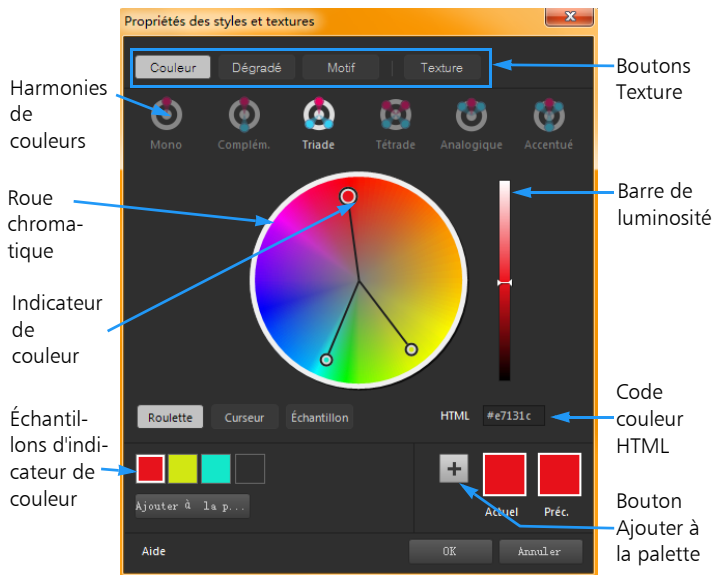 Propriétés des styles et textures
x
Couleur
Dégradé
Motif
Texture
Boutons
Texture
Harmonies
de
couleurs
Mono
Complém.
Triade
Tétrade
Analogique
Accentué
Roue
chroma-
tique
Barre de
luminosité
Indicateur
de
couleur
Roulette
Curseur
Échantillon
HTML
#e7131c
Code
couleur
HTML
Échantil-
lons d'indi-
cateur de
couleur
Ajouter à la p...
+
Actuel
Préc.
Bouton
Ajouter à
la palette
Aide
OK
Annuler